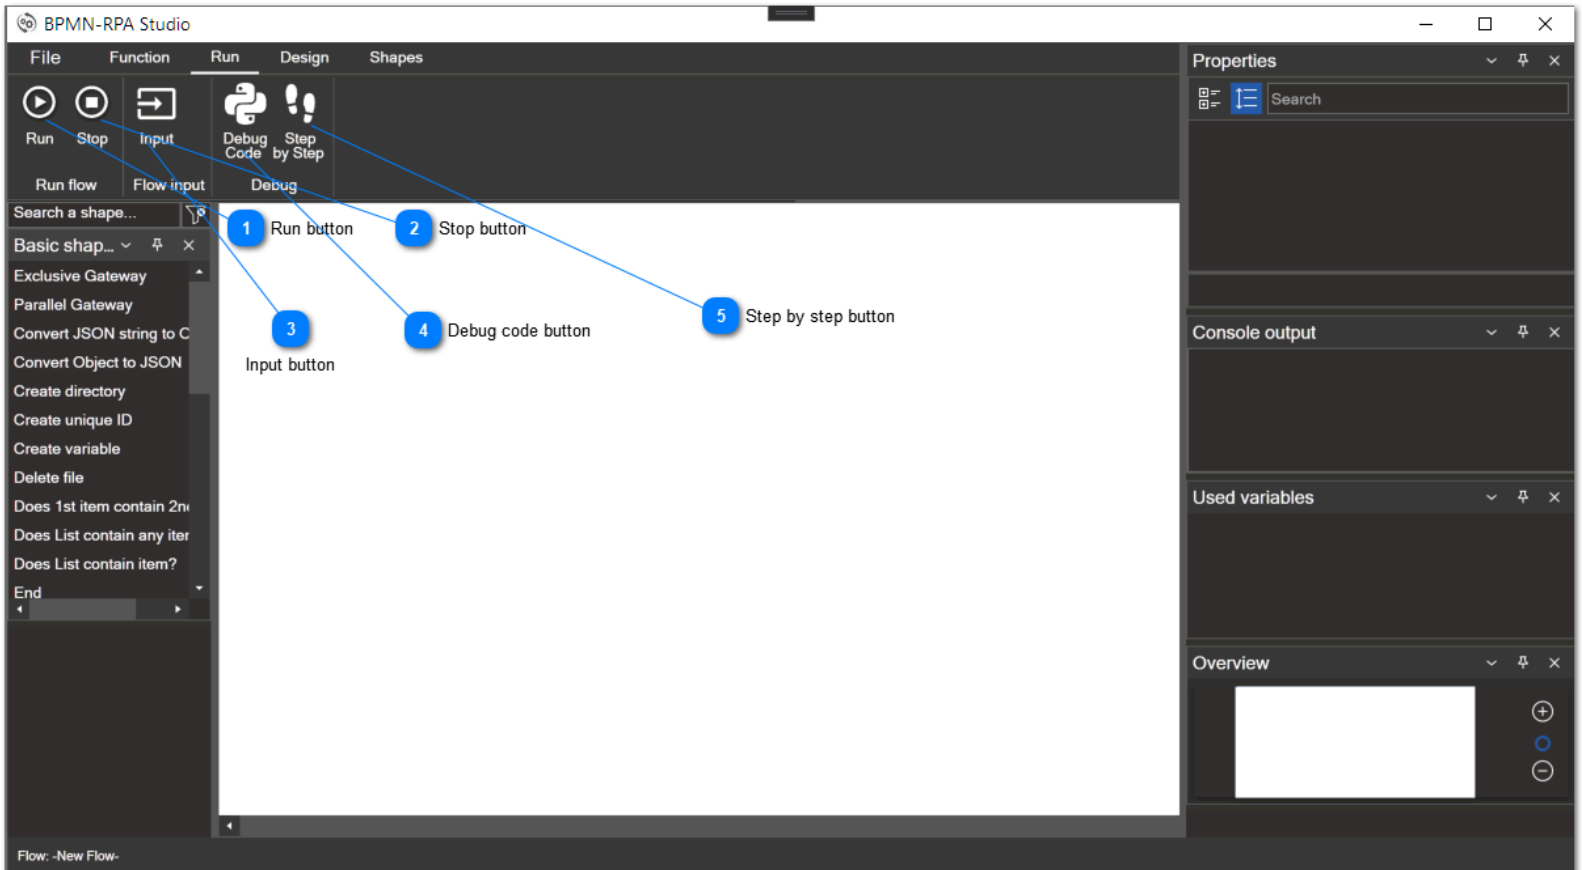 BPMN-RPA Studio
File Function Run Design Shapes
Run Stop Input Debug Code Step by Step
Run flow Flow input Debug
Search a shape...
Basic shap...
Exclusive Gateway
Parallel Gateway
Convert JSON string to C
Convert Object to JSON
Create directory
Create unique ID
Create variable
Delete file
Does 1st item contain 2n
Does List contain any iter
Does List contain item?
End
1 Run button
2 Stop button
3
Input button
4 Debug code button
5 Step by step button
Properties
Search
Console output
Used variables
Overview
Flow: -New Flow-